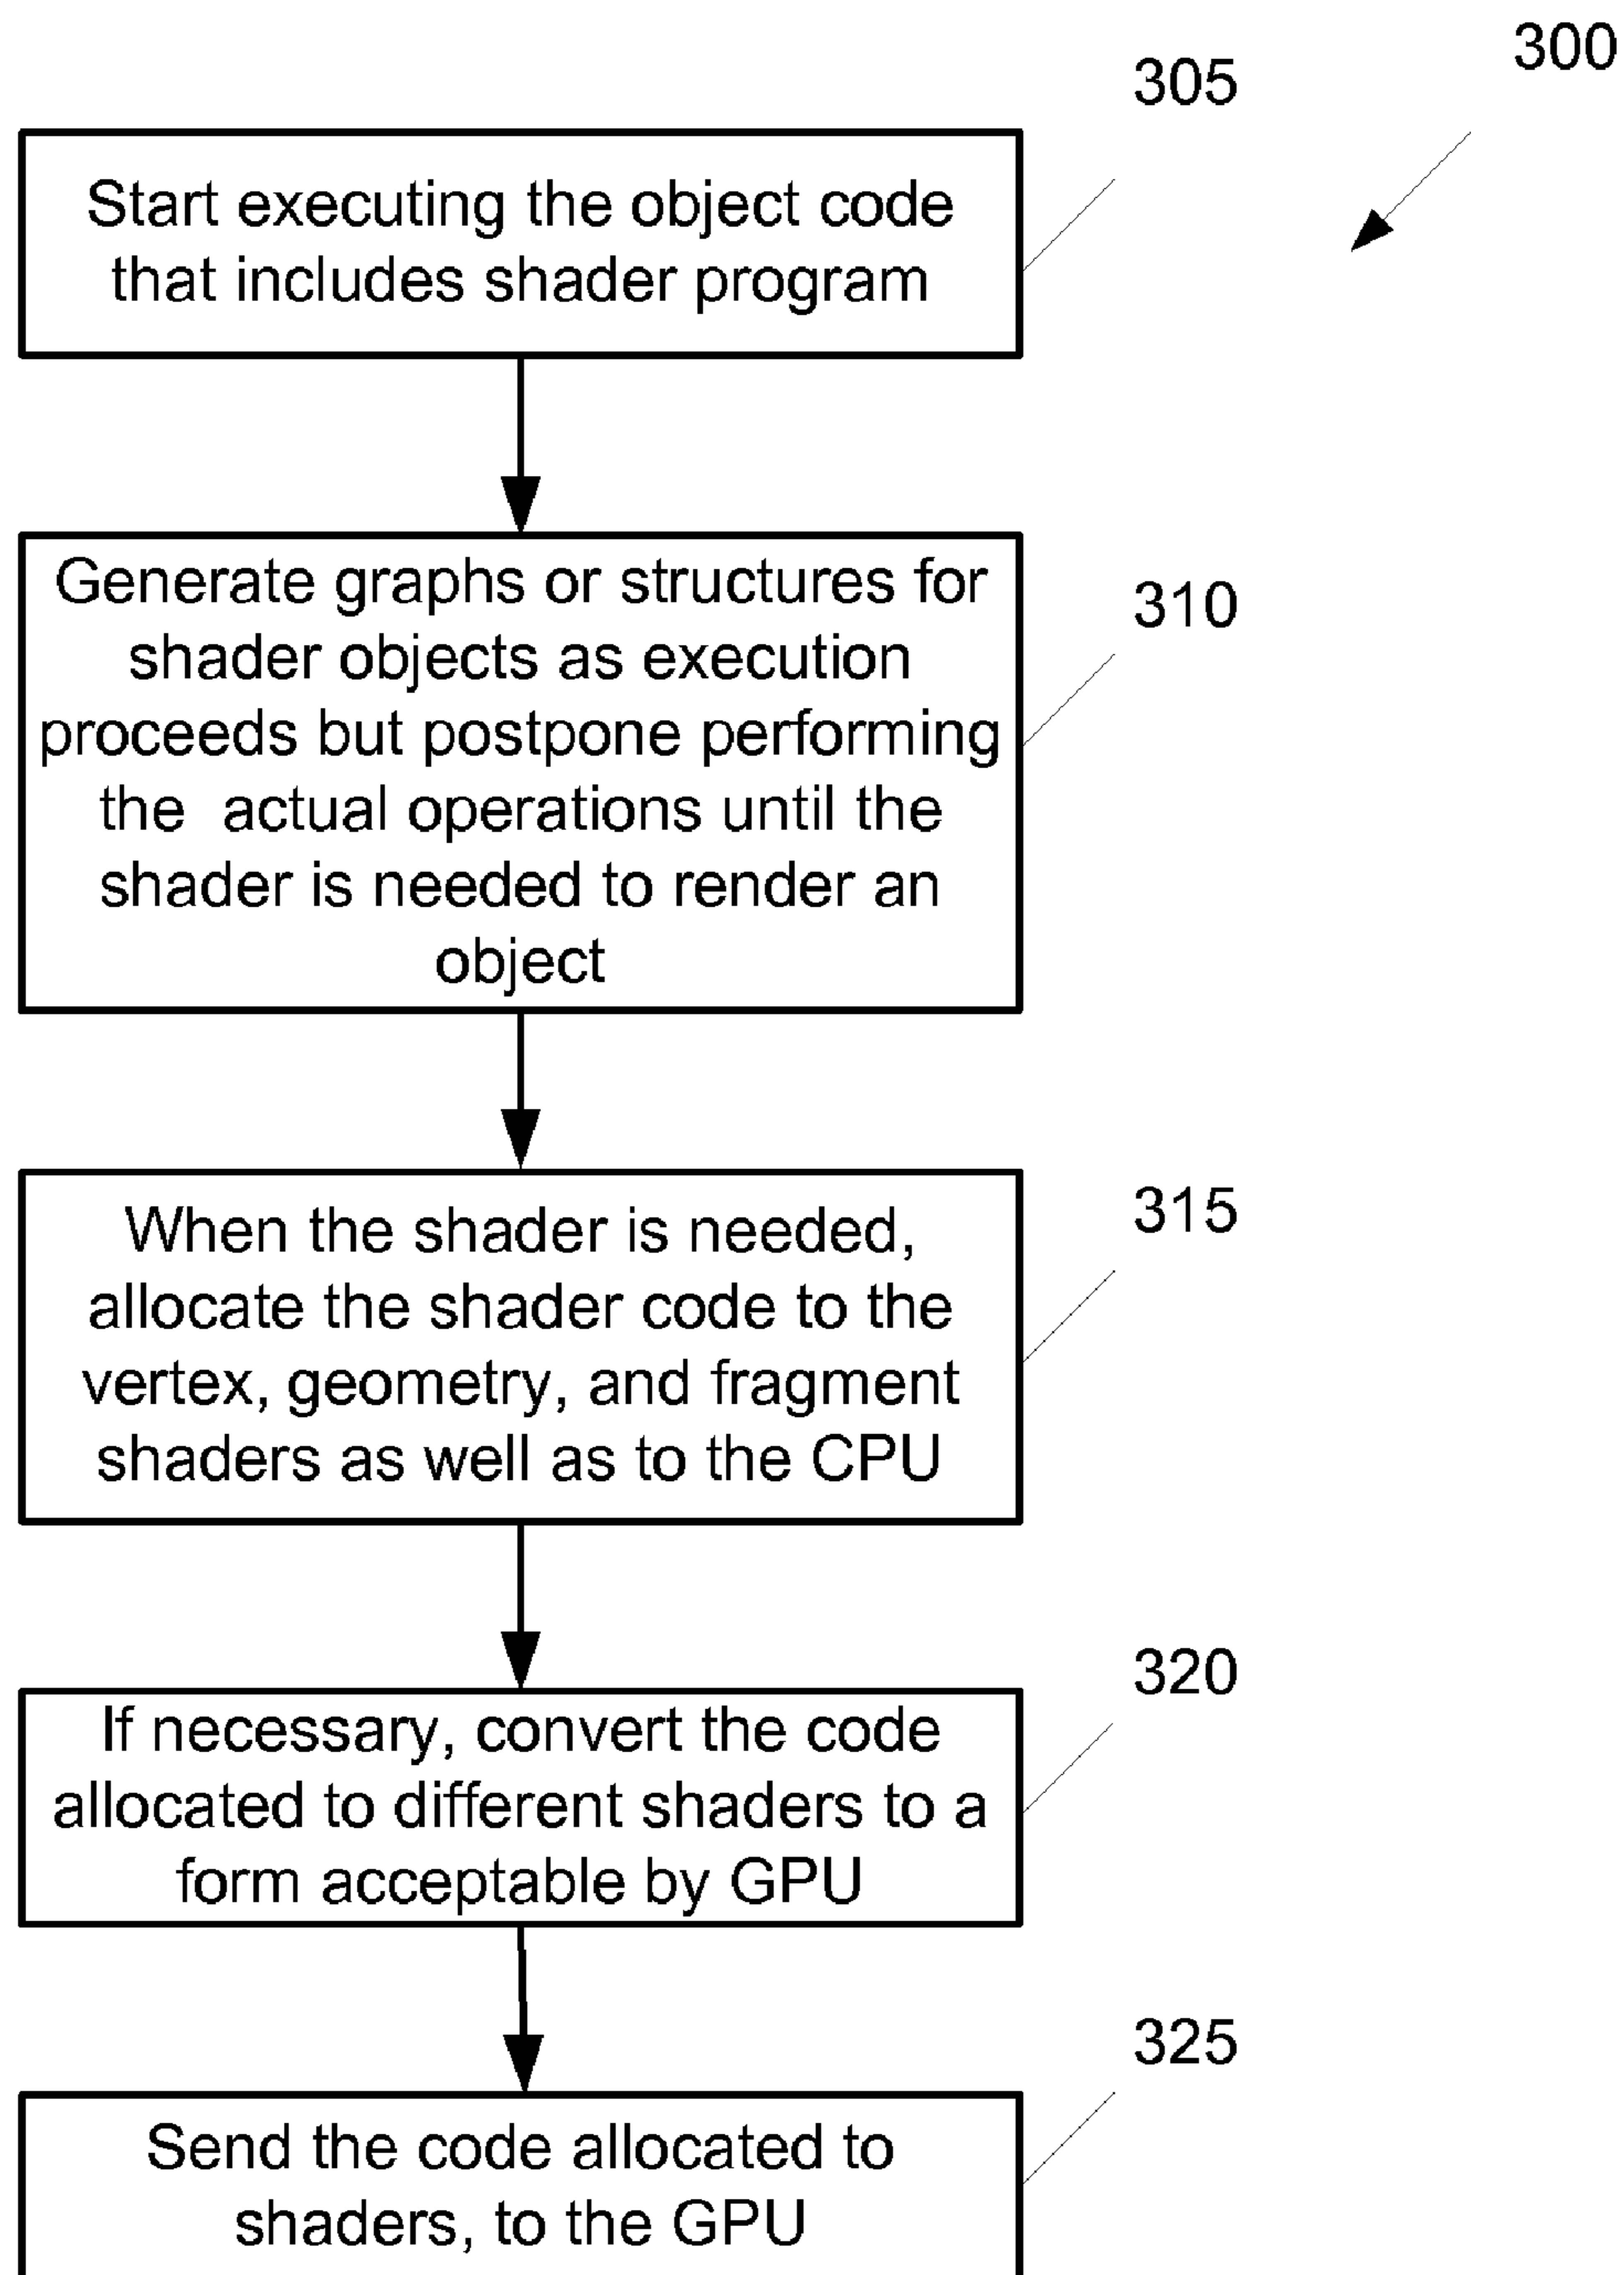 300
305
Start executing the object code
that includes shader program
310
Generate graphs or structures for
shader objects as execution
proceeds but postpone performing
the actual operations until the
shader is needed to render an
object
315
When the shader is needed,
allocate the shader code to the
vertex, geometry, and fragment
shaders as well as to the CPU
320
If necessary, convert the code
allocated to different shaders to a
form acceptable by GPU
325
Send the code allocated to
shaders, to the GPU